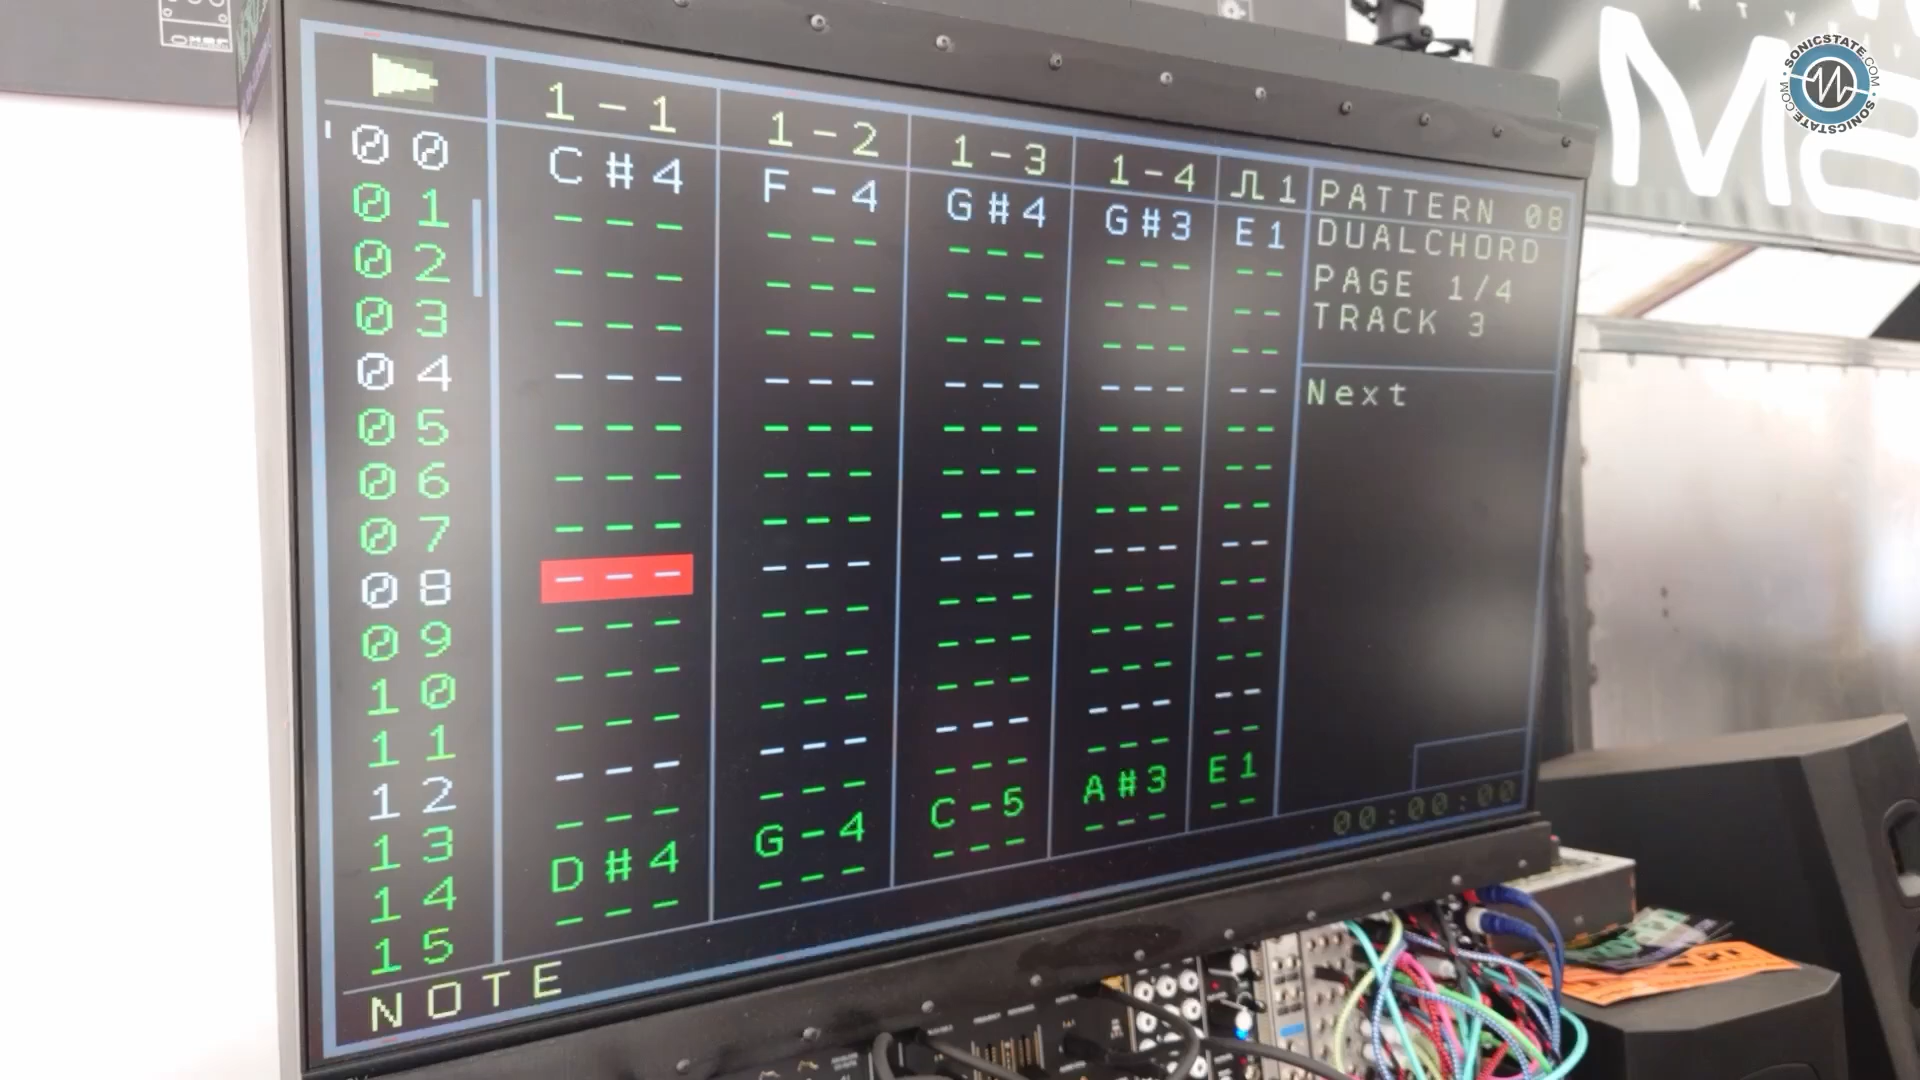 1-1 1-2 1-3 1-4 1 PATTERN 08
00 C#4 F-4 G#4 G#3 E1 DUALCHORD
01 --- --- --- --- --
PAGE 1/4
02 --- --- --- --- --
TRACK 3
03 --- --- --- --- --
04 --- --- --- --- --
Next
05 --- --- --- --- --
06 --- --- --- --- --
07 --- --- --- --- --
08 --- --- --- --- --
09 --- --- --- --- --
10 --- --- --- --- --
11 --- --- --- --- --
12 --- --- --- --- --
13 --- --- --- --- --
14 D#4 G-4 C-5 A#3 E1
15 --- --- --- --- --
00:00:00
NOTE
SONICSTATE.COM
SONICSTATE.COM